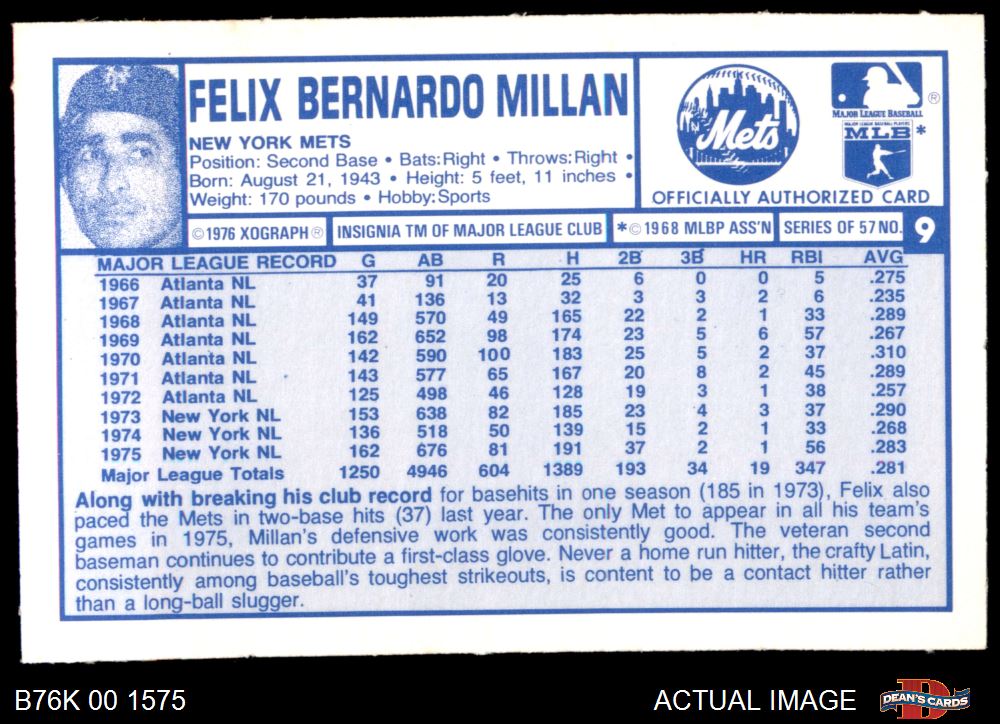 FELIX BERNARDO MILLAN
NEW YORK METS
Position: Second Base • Bats:Right • Throws:Right •
Born: August 21, 1943 • Height: 5 feet, 11 inches •
Weight: 170 pounds • Hobby:Sports
Mets
®
MAJOR LEAGUE BASEBALL
MAJOR LEAGUE BASEBALL PLAYERS
MLB*
OFFICIALLY AUTHORIZED CARD
©1976 XOGRAPH® INSIGNIA TM OF MAJOR LEAGUE CLUB *©1968 MLBP ASS'N SERIES OF 57 NO. 9
MAJOR LEAGUE RECORD G AB R H 2B 3B HR RBI AVG
1966 Atlanta NL 37 91 20 25 6 0 0 5 .275
1967 Atlanta NL 41 136 13 32 3 3 2 6 .235
1968 Atlanta NL 149 570 49 165 22 2 1 33 .289
1969 Atlanta NL 162 652 98 174 23 5 6 57 .267
1970 Atlanta NL 142 590 100 183 25 5 2 37 .310
1971 Atlanta NL 143 577 65 167 20 8 2 45 .289
1972 Atlanta NL 125 498 46 128 19 3 1 38 .257
1973 New York NL 153 638 82 185 23 4 3 37 .290
1974 New York NL 136 518 50 139 15 2 1 33 .268
1975 New York NL 162 676 81 191 37 2 1 56 .283
Major League Totals 1250 4946 604 1389 193 34 19 347 .281
Along with breaking his club record for basehits in one season (185 in 1973), Felix also
paced the Mets in two-base hits (37) last year. The only Met to appear in all his team's
games in 1975, Millan's defensive work was consistently good. The veteran second
baseman continues to contribute a first-class glove. Never a home run hitter, the crafty Latin,
consistently among baseball's toughest strikeouts, is content to be a contact hitter rather
than a long-ball slugger.
B76K 00 1575
ACTUAL IMAGE
DEAN'S CARDS